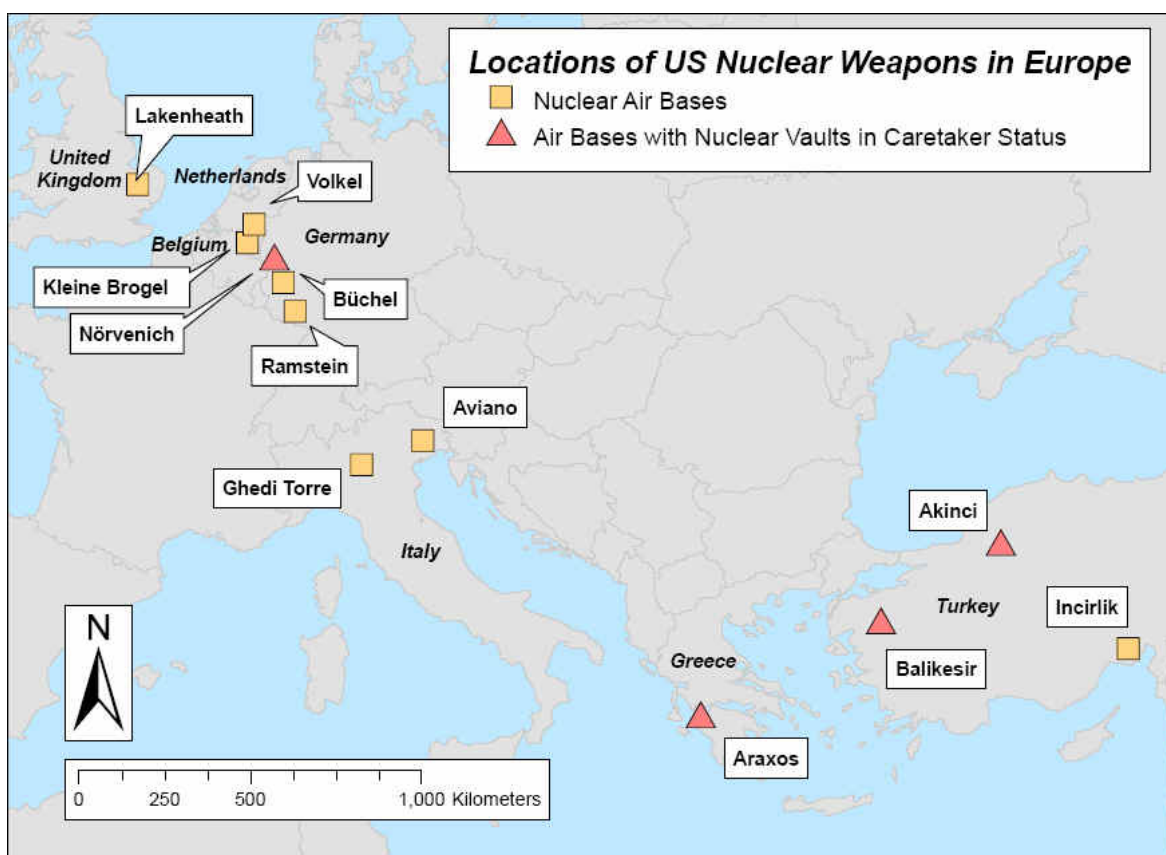 Locations of US Nuclear Weapons in Europe
Nuclear Air Bases
Air Bases with Nuclear Vaults in Caretaker Status
Lakenheath
United
Kingdom
Netherlands
Volkel
Belgium
Germany
Kleine Brogel
Büchel
Nörvenich
Ramstein
Aviano
Ghedi Torre
Italy
Akinci
Turkey
Incirlik
Greece
Balikesir
Araxos
N
0 250 500 1,000 Kilometers